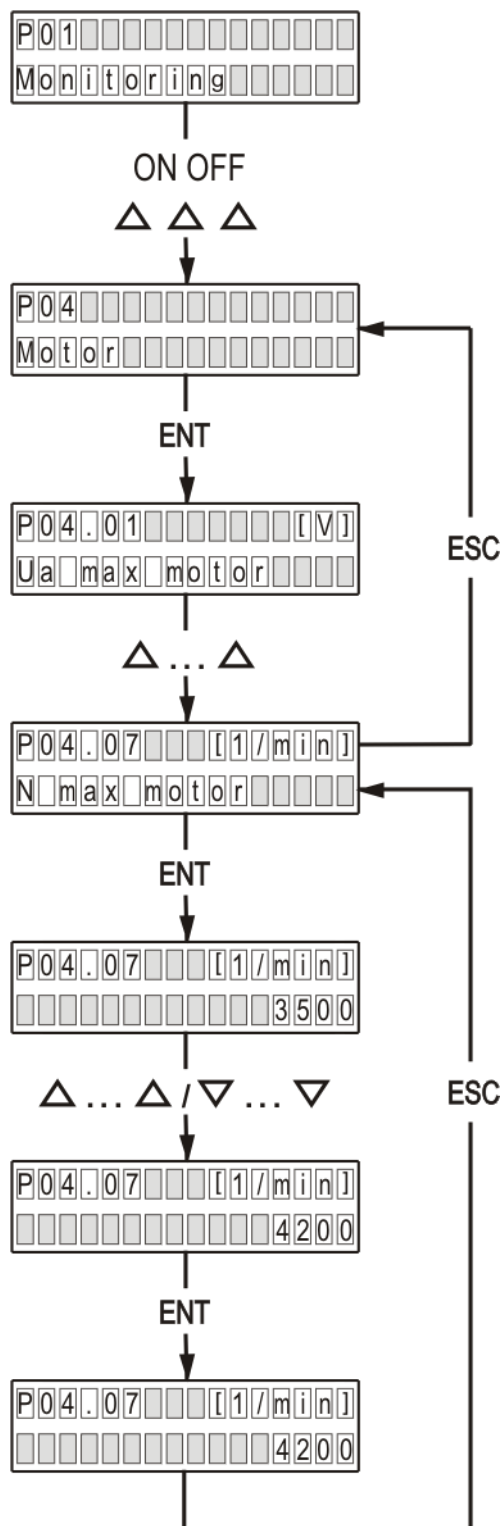 P01
Monitoring
ON OFF
△ △ △
P04
Motor
ENT
P04.01 [V]
Ua max motor
ESC
△ ... △
P04.07 [1/min]
N max motor
ENT
P04.07 [1/min]
3500
△ ... △ / ▽ ... ▽
ESC
P04.07 [1/min]
4200
ENT
P04.07 [1/min]
4200